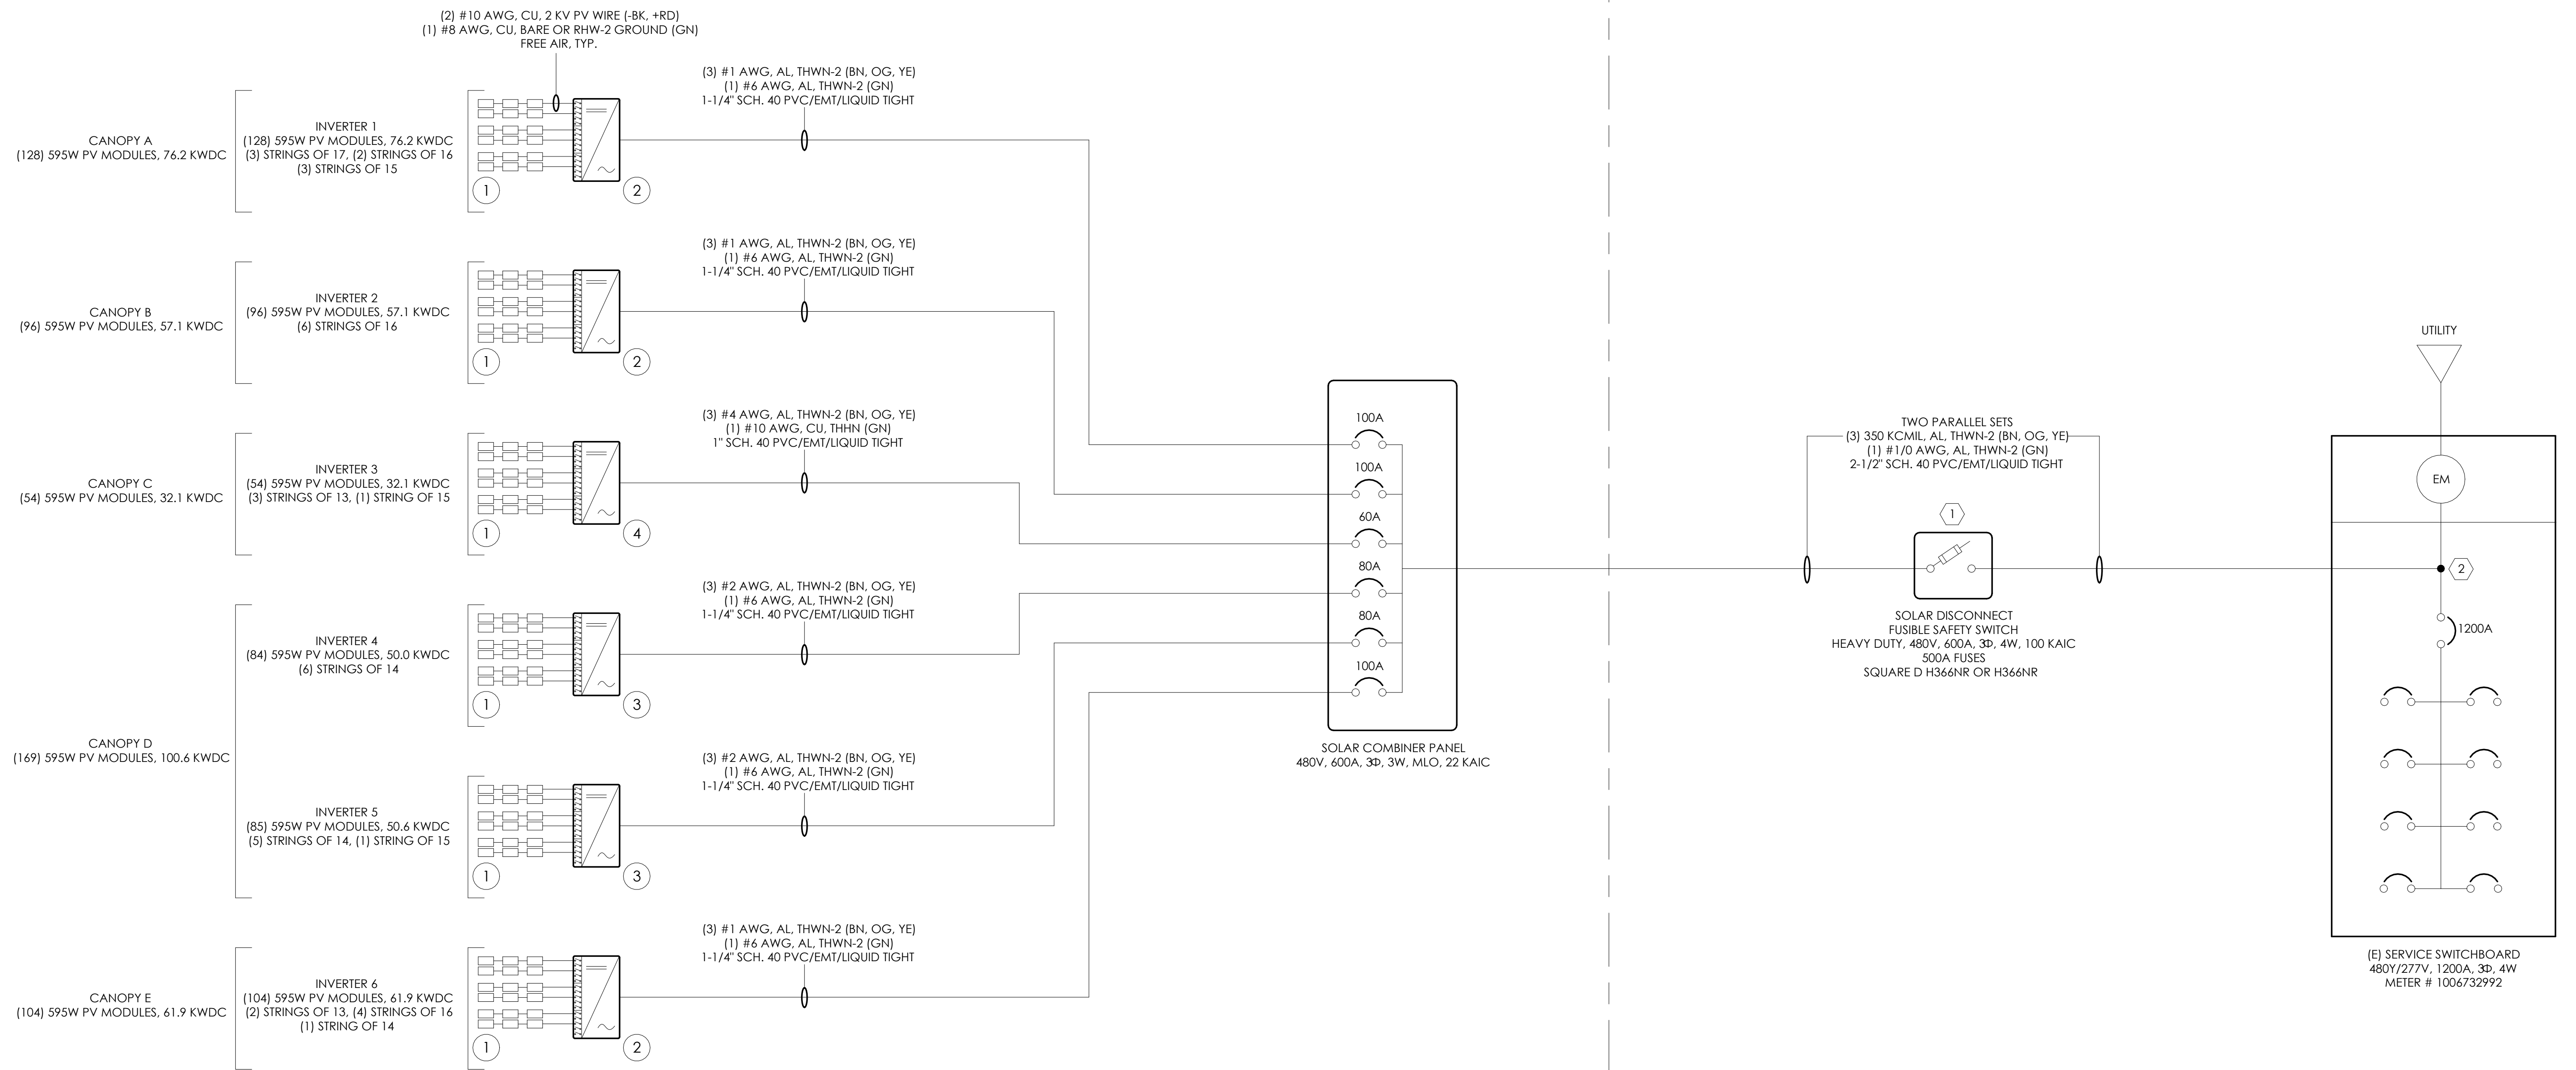 (2) #10 AWG, CU, 2 KV PV WIRE (-BK, +RD)
(1) #8 AWG, CU, BARE OR RHW-2 GROUND (GN)
FREE AIR, TYP.
CANOPY A
(128) 595W PV MODULES, 76.2 KWDC
INVERTER 1
(128) 595W PV MODULES, 76.2 KWDC
(3) STRINGS OF 17, (2) STRINGS OF 16
(3) STRINGS OF 15
1
2
(3) #1 AWG, AL, THWN-2 (BN, OG, YE)
(1) #6 AWG, AL, THWN-2 (GN)
1-1/4" SCH. 40 PVC/EMT/LIQUID TIGHT
CANOPY B
(96) 595W PV MODULES, 57.1 KWDC
INVERTER 2
(96) 595W PV MODULES, 57.1 KWDC
(6) STRINGS OF 16
1
2
(3) #1 AWG, AL, THWN-2 (BN, OG, YE)
(1) #6 AWG, AL, THWN-2 (GN)
1-1/4" SCH. 40 PVC/EMT/LIQUID TIGHT
CANOPY C
(54) 595W PV MODULES, 32.1 KWDC
INVERTER 3
(54) 595W PV MODULES, 32.1 KWDC
(3) STRINGS OF 13, (1) STRING OF 15
1
4
(3) #4 AWG, AL, THWN-2 (BN, OG, YE)
(1) #10 AWG, CU, THHN (GN)
1" SCH. 40 PVC/EMT/LIQUID TIGHT
CANOPY D
(169) 595W PV MODULES, 100.6 KWDC
INVERTER 4
(84) 595W PV MODULES, 50.0 KWDC
(6) STRINGS OF 14
1
3
(3) #2 AWG, AL, THWN-2 (BN, OG, YE)
(1) #6 AWG, AL, THWN-2 (GN)
1-1/4" SCH. 40 PVC/EMT/LIQUID TIGHT
INVERTER 5
(85) 595W PV MODULES, 50.6 KWDC
(5) STRINGS OF 14, (1) STRING OF 15
1
3
(3) #2 AWG, AL, THWN-2 (BN, OG, YE)
(1) #6 AWG, AL, THWN-2 (GN)
1-1/4" SCH. 40 PVC/EMT/LIQUID TIGHT
CANOPY E
(104) 595W PV MODULES, 61.9 KWDC
INVERTER 6
(104) 595W PV MODULES, 61.9 KWDC
(2) STRINGS OF 13, (4) STRINGS OF 16
(1) STRING OF 14
1
2
(3) #1 AWG, AL, THWN-2 (BN, OG, YE)
(1) #6 AWG, AL, THWN-2 (GN)
1-1/4" SCH. 40 PVC/EMT/LIQUID TIGHT
100A
100A
60A
80A
80A
100A
SOLAR COMBINER PANEL
480V, 600A, 3Φ, 3W, MLO, 22 KAIC
TWO PARALLEL SETS
(3) 350 KCMIL, AL, THWN-2 (BN, OG, YE)
(1) #1/0 AWG, AL, THWN-2 (GN)
2-1/2" SCH. 40 PVC/EMT/LIQUID TIGHT
1
SOLAR DISCONNECT
FUSIBLE SAFETY SWITCH
HEAVY DUTY, 480V, 600A, 3Φ, 4W, 100 KAIC
500A FUSES
SQUARE D H366NR OR H366NR
UTILITY
EM
2
1200A
(E) SERVICE SWITCHBOARD
480Y/277V, 1200A, 3Φ, 4W
METER # 1006732992